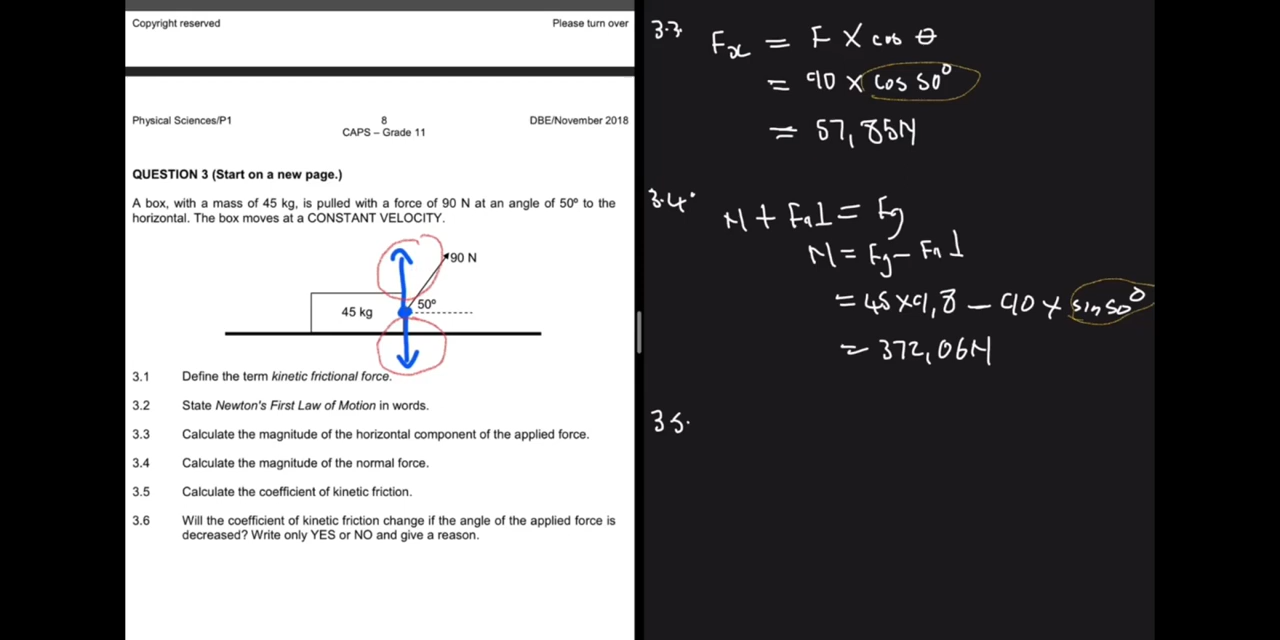 Copyright reserved
Please turn over
Physical Sciences/P1
8
DBE/November 2018
CAPS – Grade 11
QUESTION 3 (Start on a new page.)
A box, with a mass of 45 kg, is pulled with a force of 90 N at an angle of 50º to the
horizontal. The box moves at a CONSTANT VELOCITY.
90 N
50º
45 kg
3.1 Define the term kinetic frictional force.
3.2 State Newton's First Law of Motion in words.
3.3 Calculate the magnitude of the horizontal component of the applied force.
3.4 Calculate the magnitude of the normal force.
3.5 Calculate the coefficient of kinetic friction.
3.6 Will the coefficient of kinetic friction change if the angle of the applied force is
decreased? Write only YES or NO and give a reason.
3.3 Fx = F × cos θ
= 90 × cos 50°
= 57,85N
3.4. N + FA⊥ = Fg
N = Fg - FA⊥
= 45×9,8 - 90 × sin 50°
= 372,06N
35.